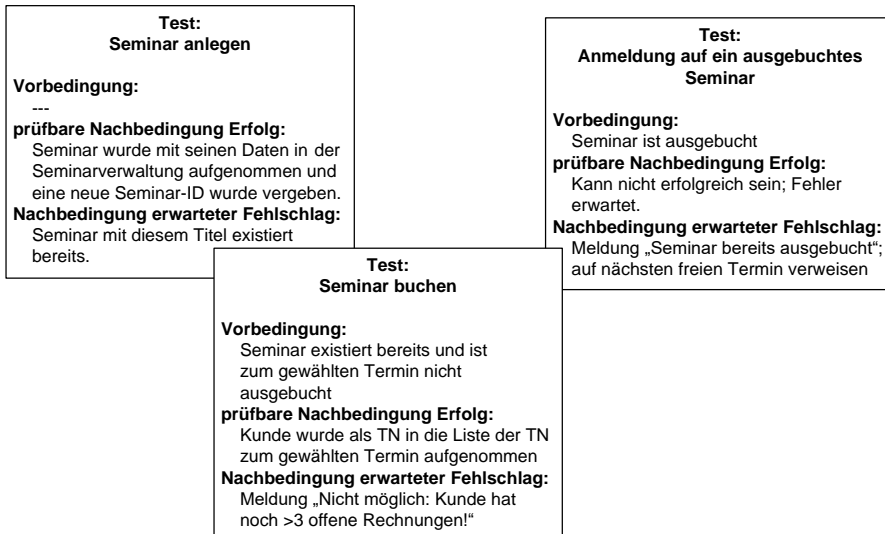 Test:
Seminar anlegen
Vorbedingung:
---
prüfbare Nachbedingung Erfolg:
Seminar wurde mit seinen Daten in der
Seminarverwaltung aufgenommen und
eine neue Seminar-ID wurde vergeben.
Nachbedingung erwarteter Fehlschlag:
Seminar mit diesem Titel existiert
bereits.
Test:
Anmeldung auf ein ausgebuchtes
Seminar
Vorbedingung:
Seminar ist ausgebucht
prüfbare Nachbedingung Erfolg:
Kann nicht erfolgreich sein; Fehler
erwartet.
Nachbedingung erwarteter Fehlschlag:
Meldung „Seminar bereits ausgebucht“;
auf nächsten freien Termin verweisen
Test:
Seminar buchen
Vorbedingung:
Seminar existiert bereits und ist
zum gewählten Termin nicht
ausgebucht
prüfbare Nachbedingung Erfolg:
Kunde wurde als TN in die Liste der TN
zum gewählten Termin aufgenommen
Nachbedingung erwarteter Fehlschlag:
Meldung „Nicht möglich: Kunde hat
noch >3 offene Rechnungen!“